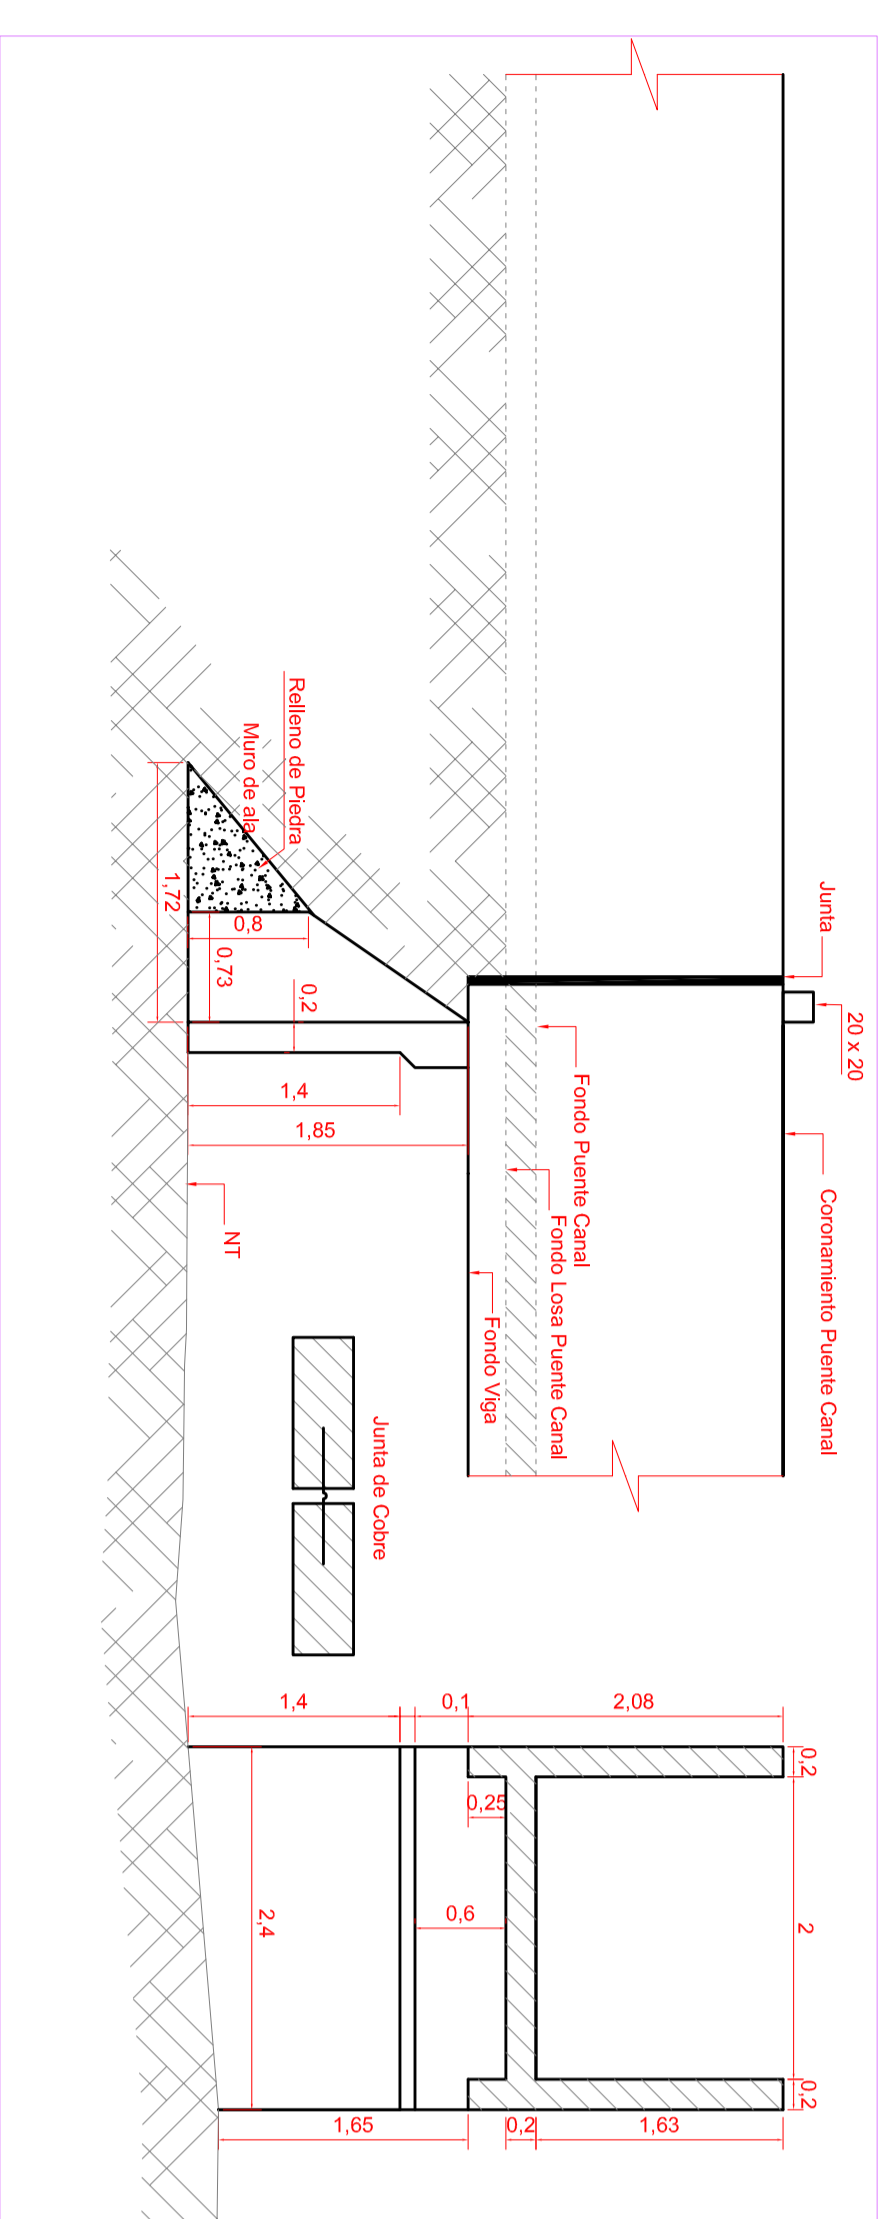 Junta
20 x 20
Coronamiento Puente Canal
Fondo Puente Canal
Fondo Losa Puente Canal
Fondo Viga
Relleno de Piedra
Muro de ala
0,8
0,73
1,72
0,2
1,4
1,85
NT
Junta de Cobre
0,2
2
0,2
2,08
0,1
1,4
0,25
0,6
2,4
1,63
0,2
1,65